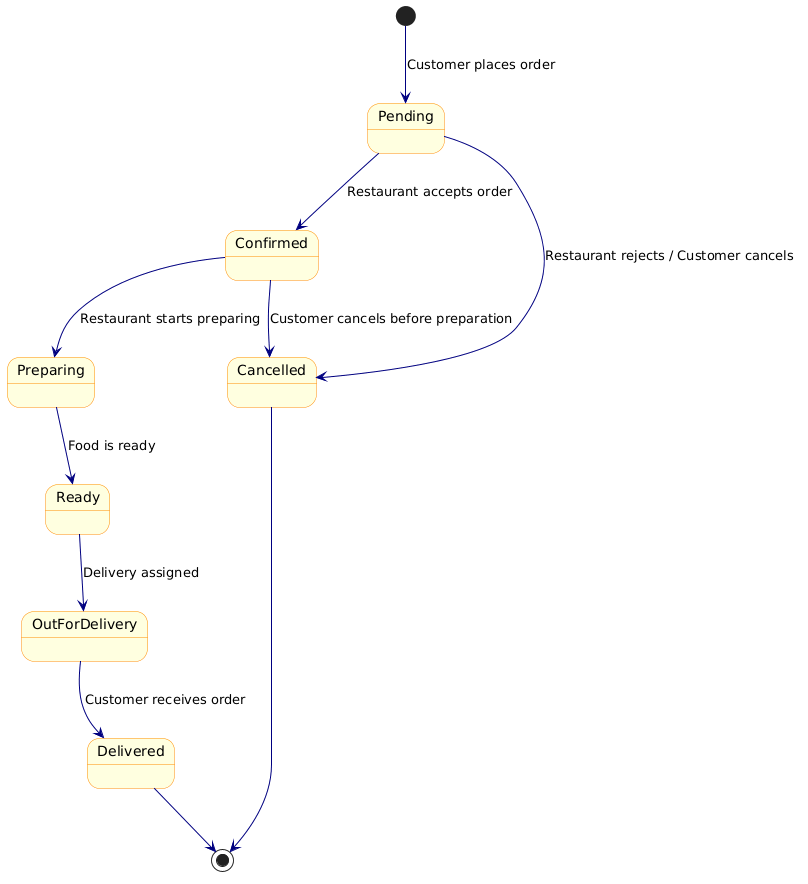 Customer places order
Pending
Restaurant accepts order
Confirmed
Restaurant rejects / Customer cancels
Restaurant starts preparing
Customer cancels before preparation
Preparing
Cancelled
Food is ready
Ready
Delivery assigned
OutForDelivery
Customer receives order
Delivered